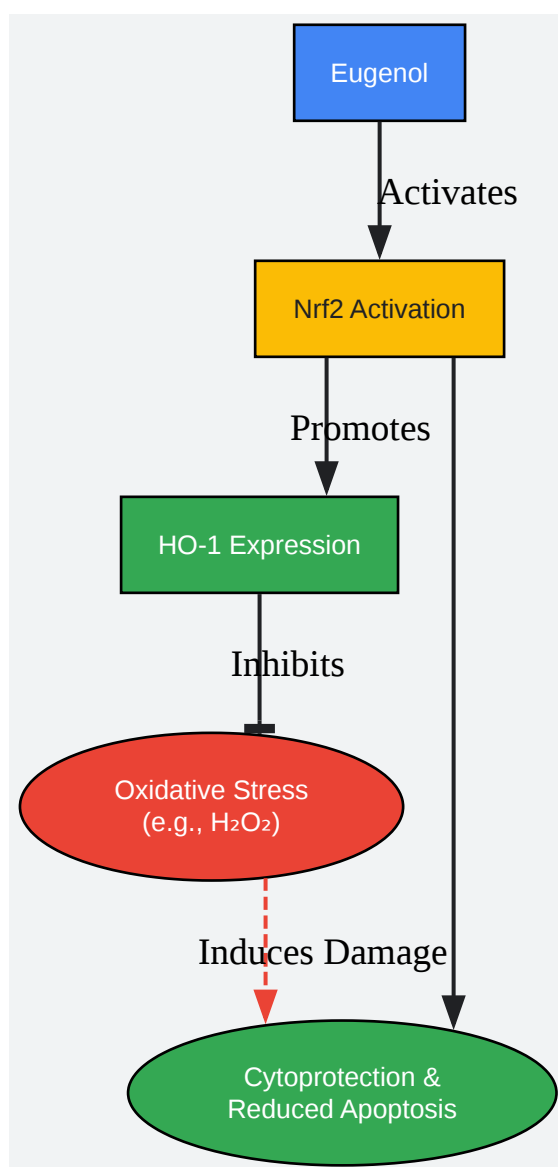 Eugenol
Activates
Nrf2 Activation
Promotes
HO-1 Expression
Inhibits
Oxidative Stress
(e.g., H₂O₂)
Induces Damage
Cytoprotection &
Reduced Apoptosis